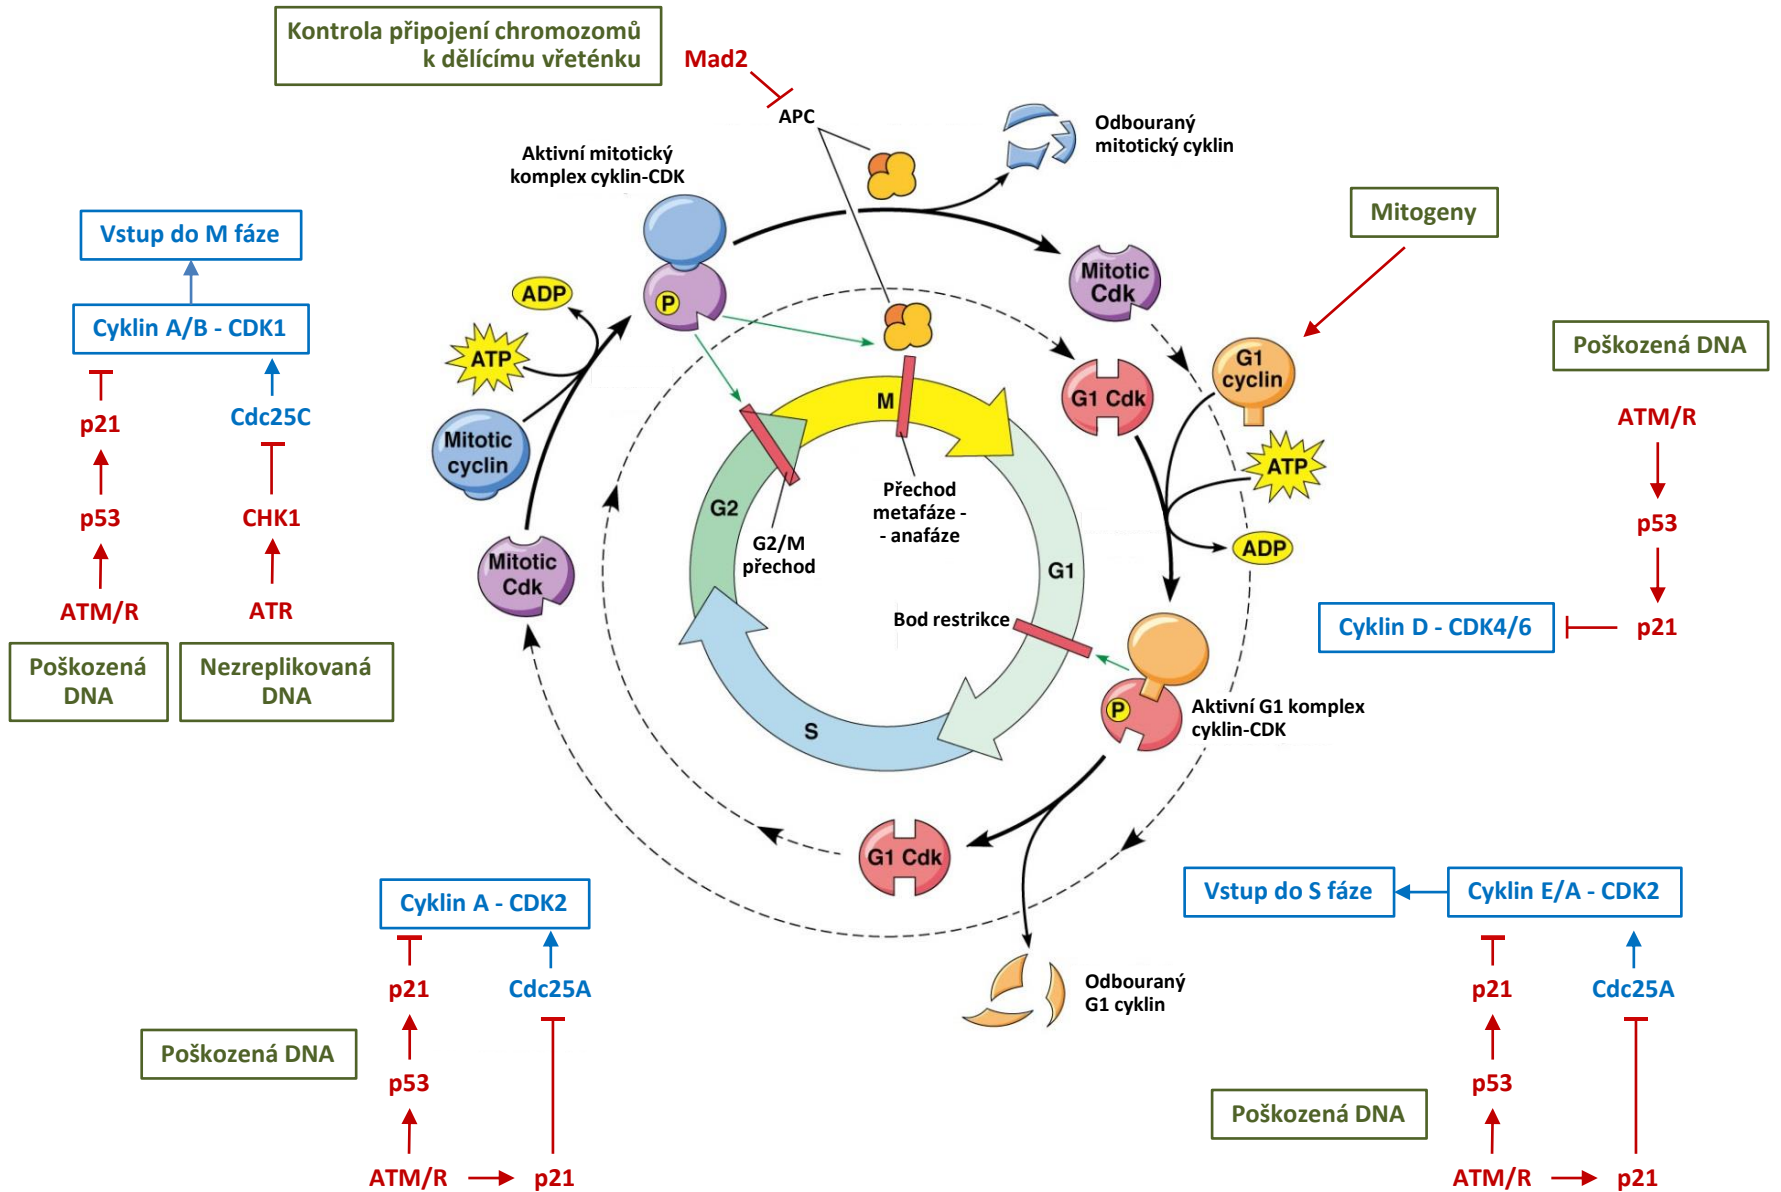 Kontrola připojení chromozomů
k dělícímu vřeténku
Mad2
APC
Odbouraný
mitotický cyklin
Aktivní mitotický
komplex cyklin-CDK
Mitogeny
Vstup do M fáze
Cyklin A/B - CDK1
p21
Cdc25C
p53
CHK1
ATM/R
ATR
Poškozená
DNA
Nezreplikovaná
DNA
ADP
ATP
P
Mitotic
cyclin
Mitotic
Cdk
Mitotic
Cdk
G1 Cdk
G1
cyclin
ATP
ADP
M
G2
G1
S
Přechod
metafáze -
- anafáze
G2/M
přechod
Bod restrikce
P
Aktivní G1 komplex
cyklin-CDK
G1 Cdk
Odbouraný
G1 cyklin
Poškozená DNA
ATM/R
p53
p21
Cyklin D - CDK4/6
Cyklin A - CDK2
p21
Cdc25A
Poškozená DNA
p53
ATM/R
p21
Vstup do S fáze
Cyklin E/A - CDK2
p21
Cdc25A
p53
Poškozená DNA
ATM/R
p21